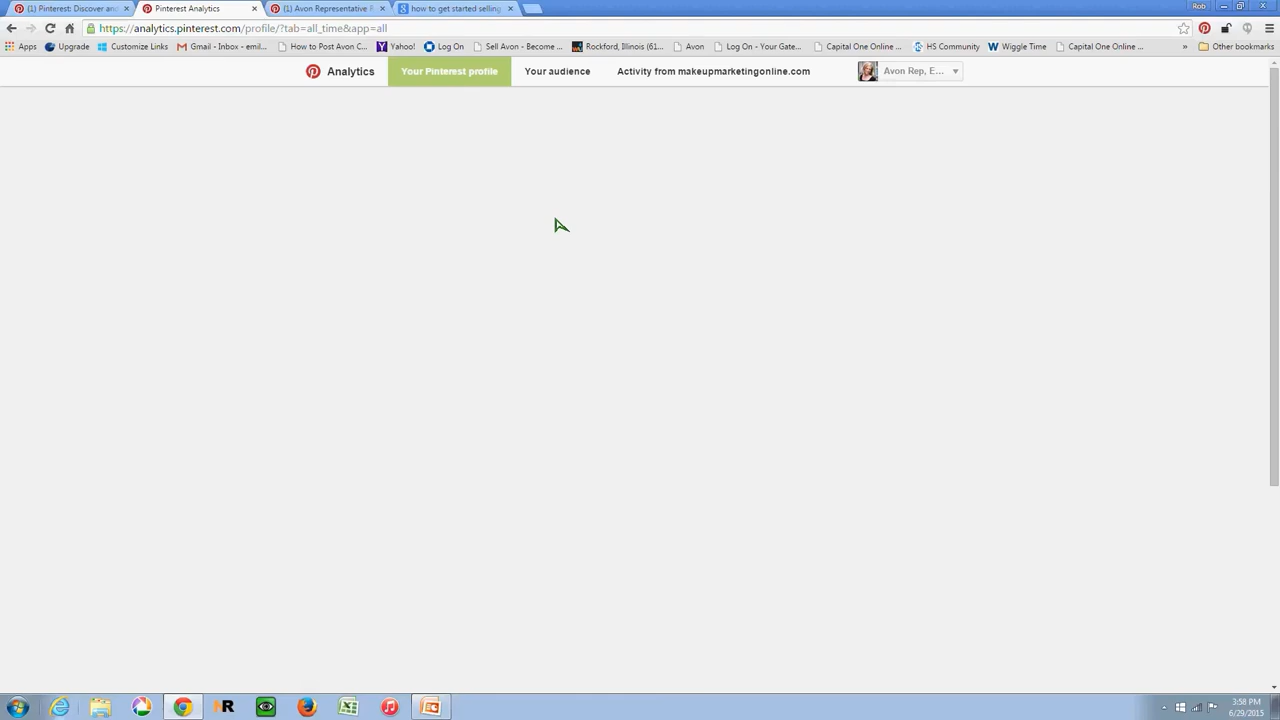 (1) Pinterest: Discover and
Pinterest Analytics
(1) Avon Representative R
how to get started selling
Rob
https://analytics.pinterest.com/profile/?tab=all_time&app=all
Apps
Upgrade
Customize Links
Gmail - Inbox - emil...
How to Post Avon C...
Yahoo!
Log On
Sell Avon - Become ...
Rockford, Illinois (61...
Avon
Log On - Your Gate...
Capital One Online ...
HS Community
Wiggle Time
Capital One Online ...
»
Other bookmarks
Analytics
Your Pinterest profile
Your audience
Activity from makeupmarketingonline.com
Avon Rep, E...
3:58 PM
6/29/2015